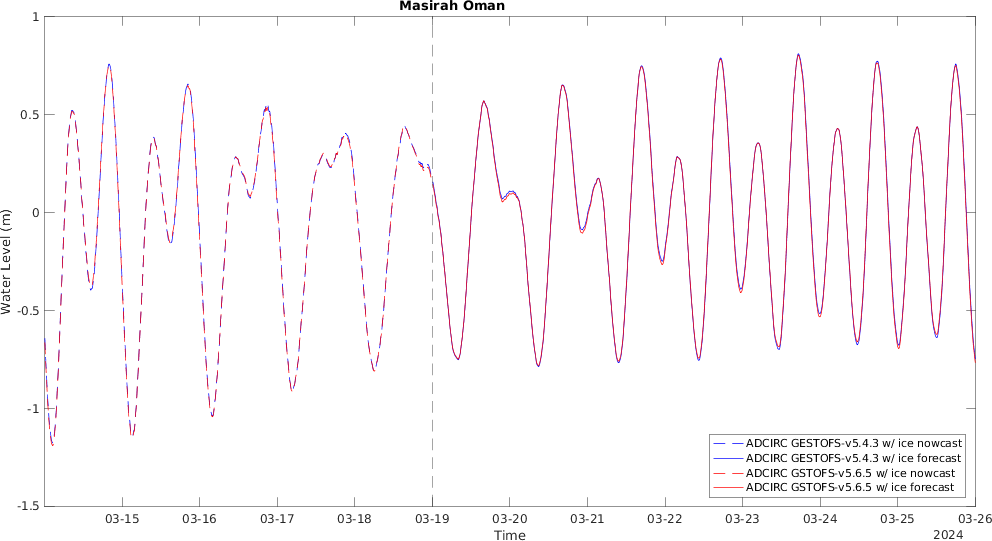 Masirah Oman
1
0.5
0
-0.5
-1
-1.5
Water Level (m)
ADCIRC GESTOFS-v5.4.3 w/ ice nowcast
ADCIRC GESTOFS-v5.4.3 w/ ice forecast
ADCIRC GSTOFS-v5.6.5 w/ ice nowcast
ADCIRC GSTOFS-v5.6.5 w/ ice forecast
03-15 03-16 03-17 03-18 03-19 03-20 03-21 03-22 03-23 03-24 03-25 03-26
Time
2024